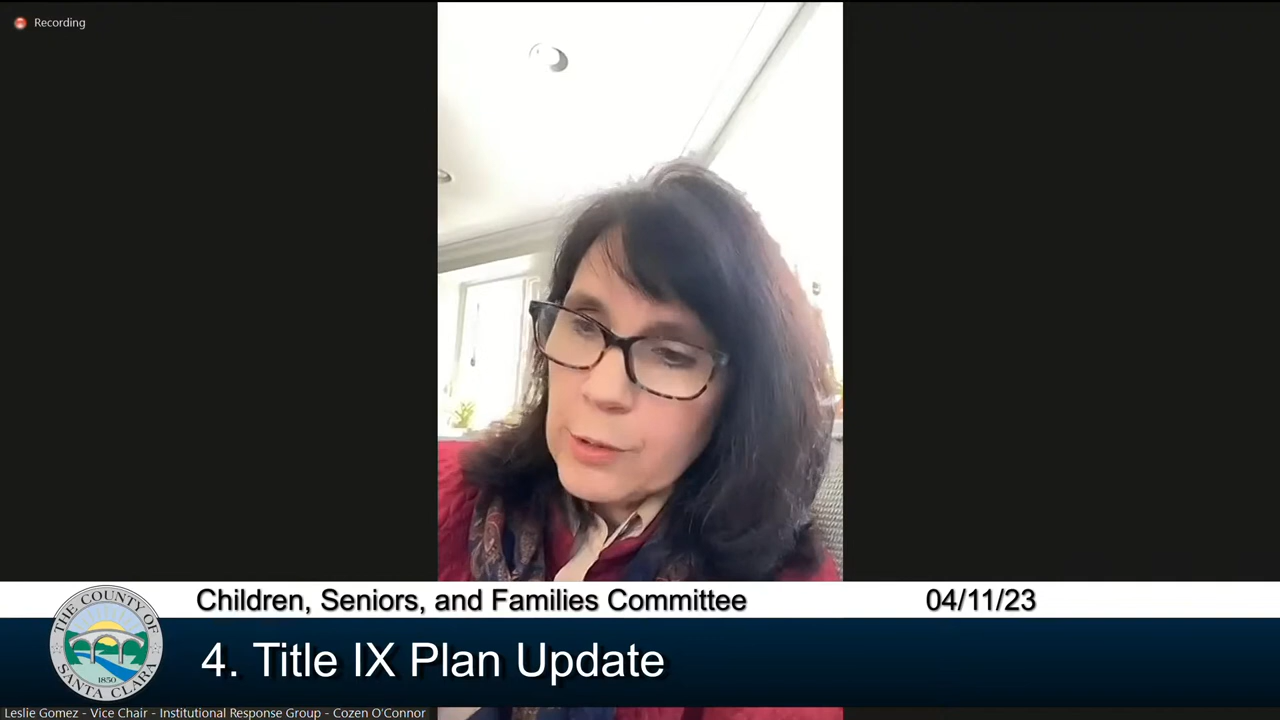 Recording
Children, Seniors, and Families Committee 04/11/23
4. Title IX Plan Update
THE COUNTY OF
SANTA CLARA
1850
Leslie Gomez - Vice Chair - Institutional Response Group - Cozen O'Connor